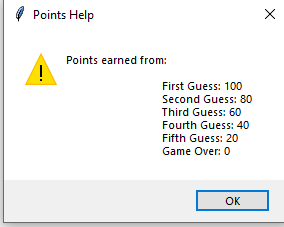 Points Help
Points earned from:
First Guess: 100
Second Guess: 80
Third Guess: 60
Fourth Guess: 40
Fifth Guess: 20
Game Over: 0
OK